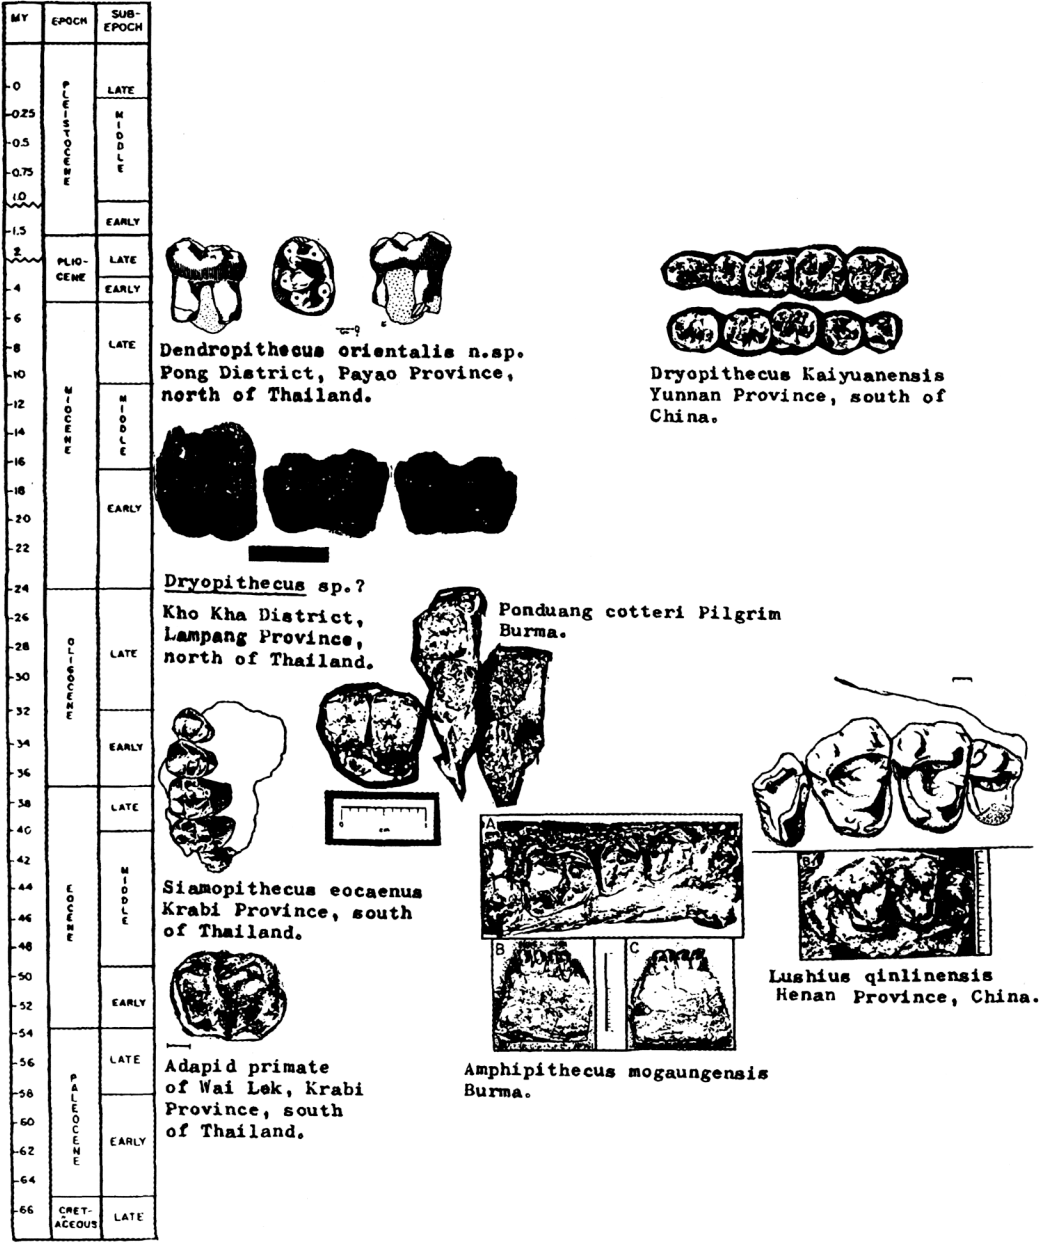 MY EPOCH SUB-EPOCH
0
0.25
0.5
0.75
1.0
1.5
2
4
6
8
10
12
14
16
18
20
22
24
26
28
30
32
34
36
38
40
42
44
46
48
50
52
54
56
58
60
62
64
66
PLEISTOCENE
PLIO-
CENE
MIOCENE
OLIGOCENE
EOCENE
PALEOCENE
CRET-
ACEOUS
LATE
MIDDLE
EARLY
LATE
EARLY
LATE
MIDDLE
EARLY
LATE
EARLY
LATE
MIDDLE
EARLY
LATE
EARLY
LATE
Dendropithecus orientalis n.sp.
Pong District, Payao Province,
north of Thailand.
Dryopithecus Kaiyuanensis
Yunnan Province, south of
China.
Dryopithecus sp.?
Kho Kha District,
Lampang Province,
north of Thailand.
Ponduang cotteri Pilgrim
Burma.
0 cm 1
Siamopithecus eocaenus
Krabi Province, south
of Thailand.
A
B
C
B
Lushius qinlinensis
Henan Province, China.
Adapid primate
of Wai Lek, Krabi
Province, south
of Thailand.
Amphipithecus mogaungensis
Burma.